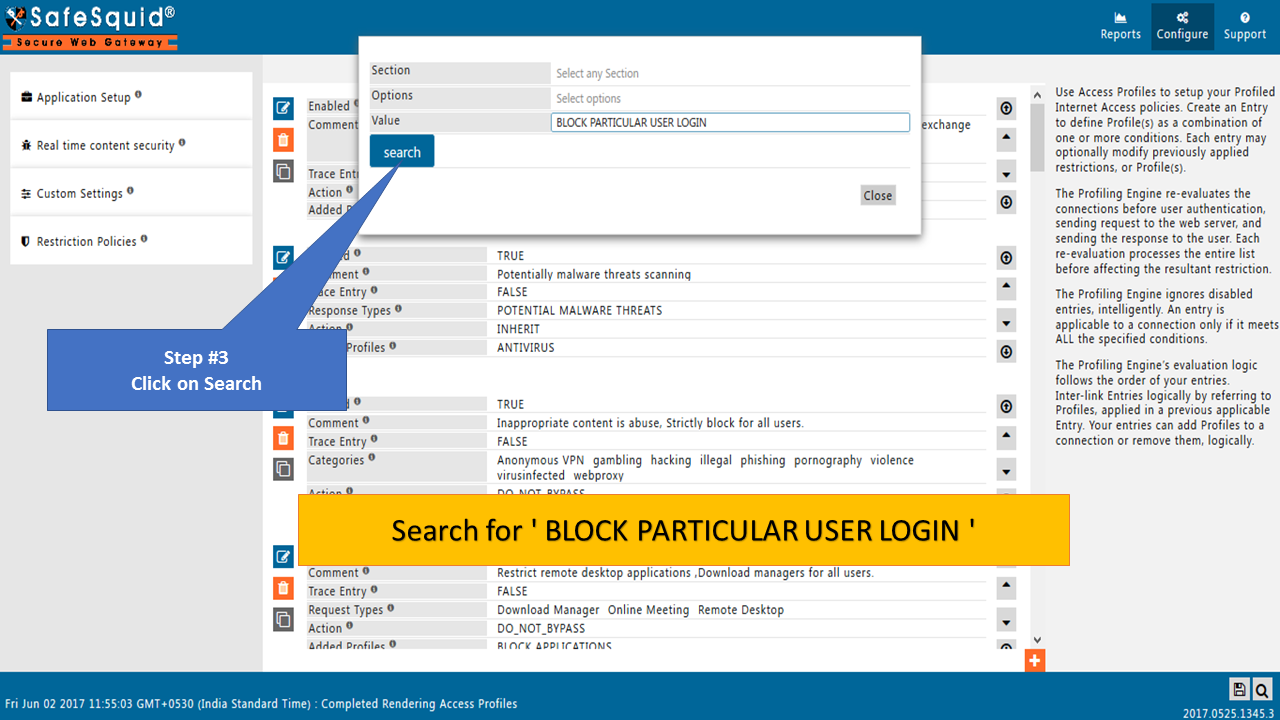 SafeSquid®
Secure Web Gateway
Reports
Configure
Support
Application Setup
Real time content security
Custom Settings
Restriction Policies
Section
Select any Section
Options
Select options
Value
BLOCK PARTICULAR USER LOGIN
search
Close
Enabled
Comment
exchange
Trace Ent
Action
Added P
TRUE
Potentially malware threats scanning
Trace Entry FALSE
Response Types POTENTIAL MALWARE THREATS
INHERIT
Profiles ANTIVIRUS
Step #3
Click on Search
TRUE
Comment Inappropriate content is abuse, Strictly block for all users.
Trace Entry FALSE
Categories Anonymous VPN gambling hacking illegal phishing pornography violence
virusinfected webproxy
Action DO_NOT_BYPASS
Search for ' BLOCK PARTICULAR USER LOGIN '
Comment Restrict remote desktop applications ,Download managers for all users.
Trace Entry FALSE
Request Types Download Manager Online Meeting Remote Desktop
Action DO_NOT_BYPASS
Added Profiles BLOCK APPLICATIONS
Use Access Profiles to setup your Profiled
Internet Access policies. Create an Entry
to define Profile(s) as a combination of
one or more conditions. Each entry may
optionally modify previously applied
restrictions, or Profile(s).
The Profiling Engine re-evaluates the
connections before user authentication,
sending request to the web server, and
sending the response to the user. Each
re-evaluation processes the entire list
before affecting the resultant restriction.
The Profiling Engine ignores disabled
entries, intelligently. An entry is
applicable to a connection only if it meets
ALL the specified conditions.
The Profiling Engine's evaluation logic
follows the order of your entries.
Inter-link Entries logically by referring to
Profiles, applied in a previous applicable
Entry. Your entries can add Profiles to a
connection or remove them, logically.
Fri Jun 02 2017 11:55:03 GMT+0530 (India Standard Time) : Completed Rendering Access Profiles
2017.0525.1345.3